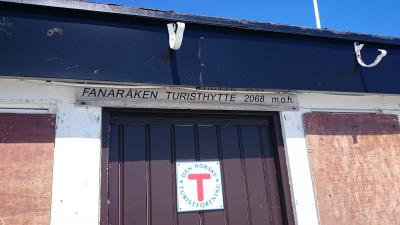 FANARÅKEN TURISTHYTTE 2068 m.o.h.
DEN NORSKE
T
TURISTFORENING